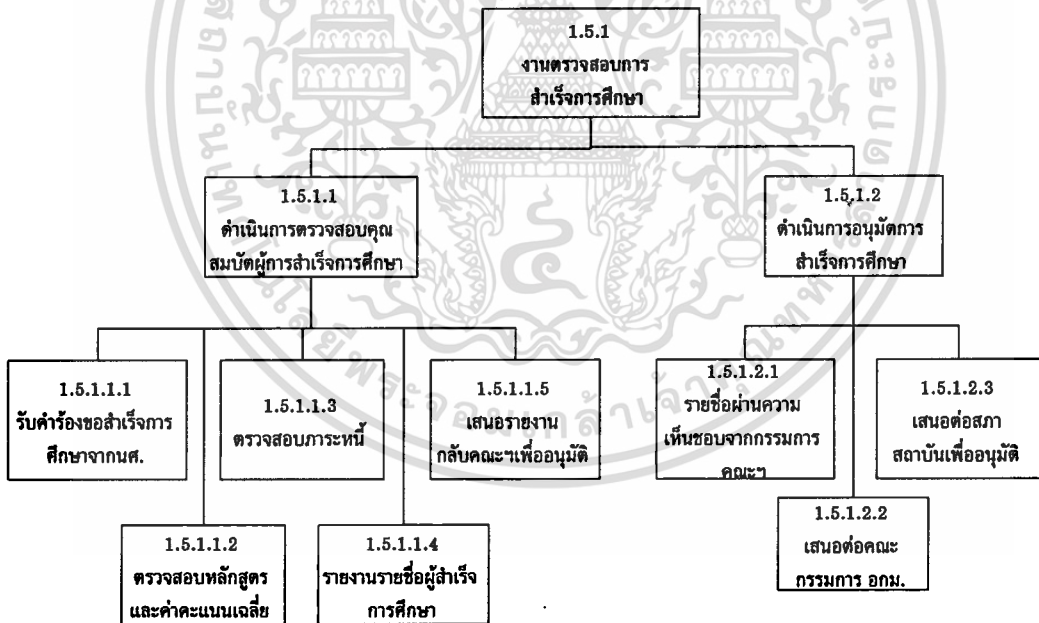 1.5.1
งานตรวจสอบการ
สำเร็จการศึกษา
1.5.1.1
ดำเนินการตรวจสอบคุณ
สมบัตผู้การสำเร็จการศึกษา
1.5.1.2
ดำเนินการอนุมัตการ
สำเร็จการศึกษา
1.5.1.1.1
รับคำร้องขอสำเร็จการ
ศึกษาจากนศ.
1.5.1.1.3
ตรวจสอบภาระหนี้
1.5.1.1.5
เสนอรายงาน
กลับคณะฯเพื่ออนุมัติ
1.5.1.2.1
รายชื่อผ่านความ
เห็นชอบจากกรรมการ
คณะฯ
1.5.1.2.3
เสนอต่อสภา
สถาบันเพื่ออนุมัติ
1.5.1.1.2
ตรวจสอบหลักสูตร
และค่าคะแนนเฉลี่ย
1.5.1.1.4
รายงานรายชื่อผู้สำเร็จ
การศึกษา
1.5.1.2.2
เสนอต่อคณะ
กรรมการ อกม.
พระจอมเกล้าเจ้า